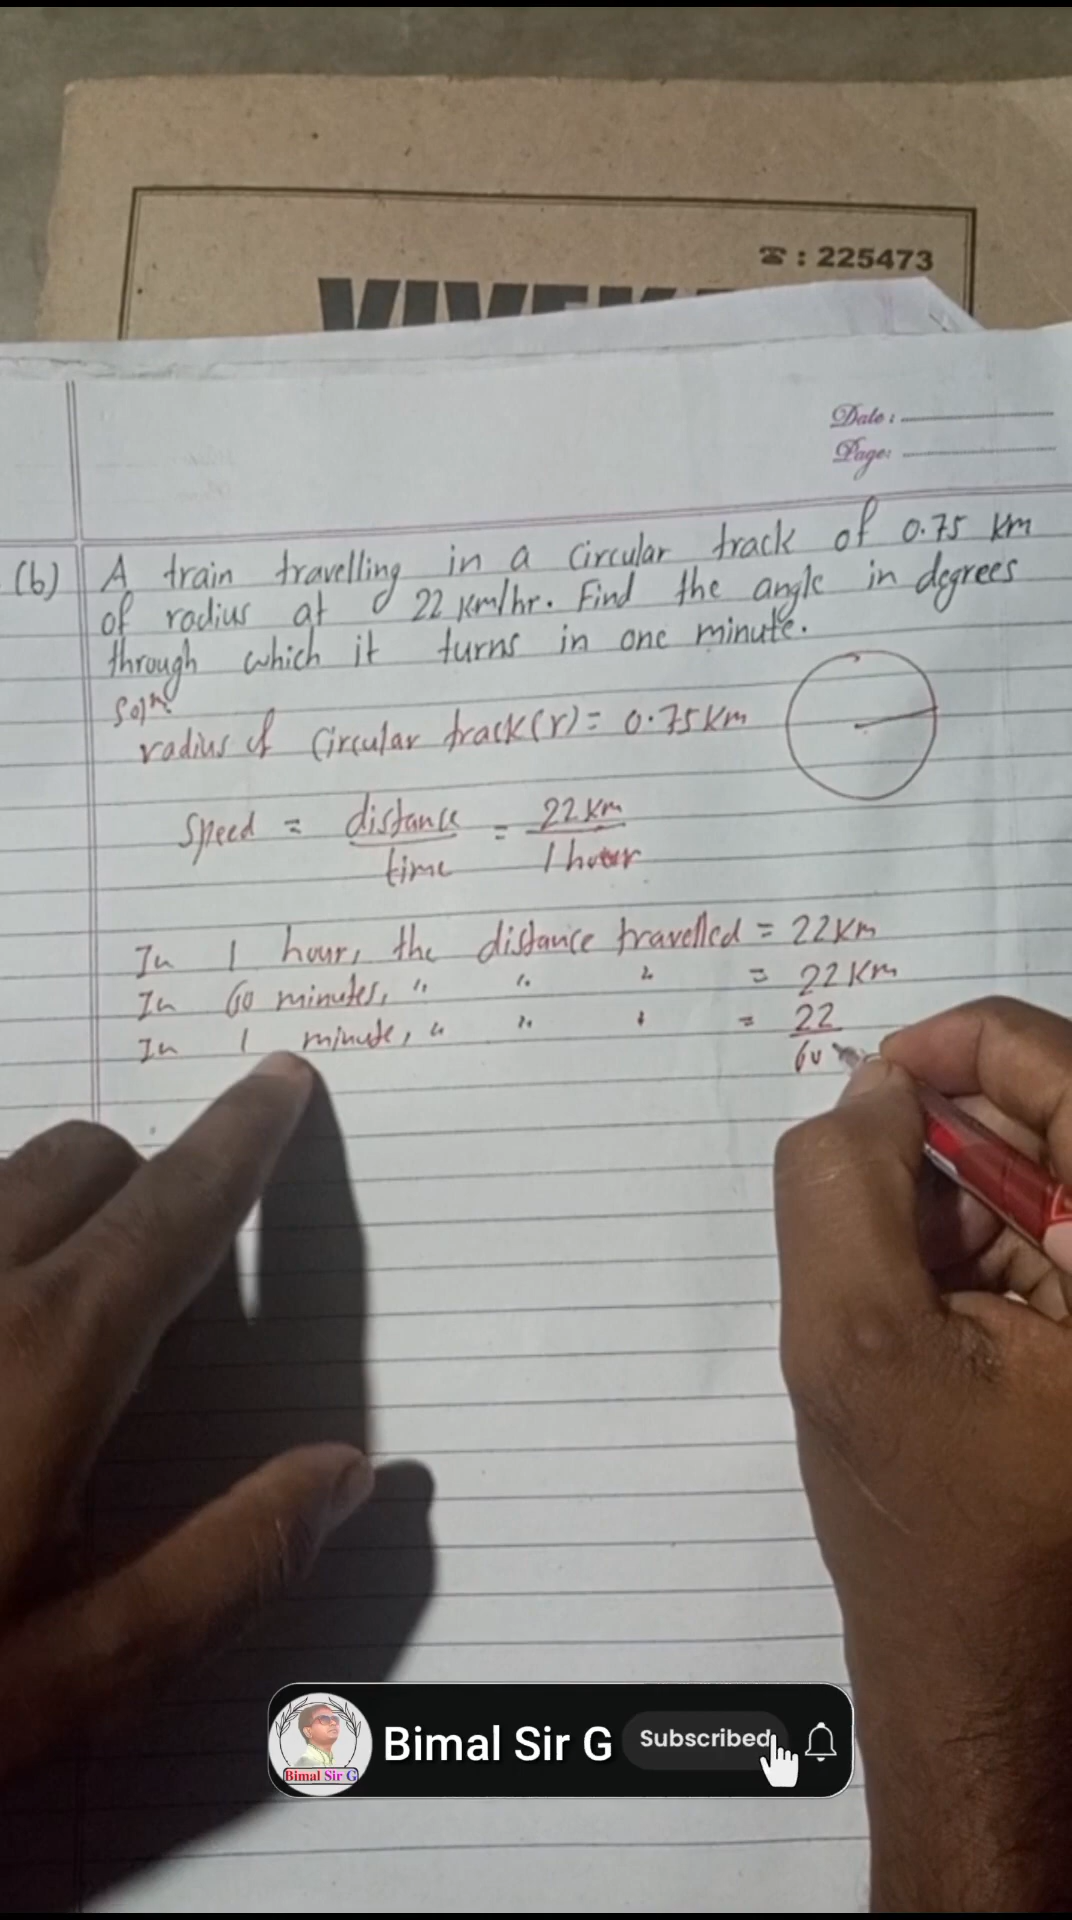 ☎ : 225473
Date :
Page:
(b) A train travelling in a circular track of 0.75 km
of radius at 22 km/hr. Find the angle in degrees
through which it turns in one minute.
Soln
radius of circular track(r) = 0.75 Km
Speed = distance/time = 22 Km/1 hour
In 1 hour, the distance travelled = 22 Km
In 60 minutes, " " " = 22 Km
In 1 minute, " " " = 22/60
Bimal Sir G
Bimal Sir G Subscribed